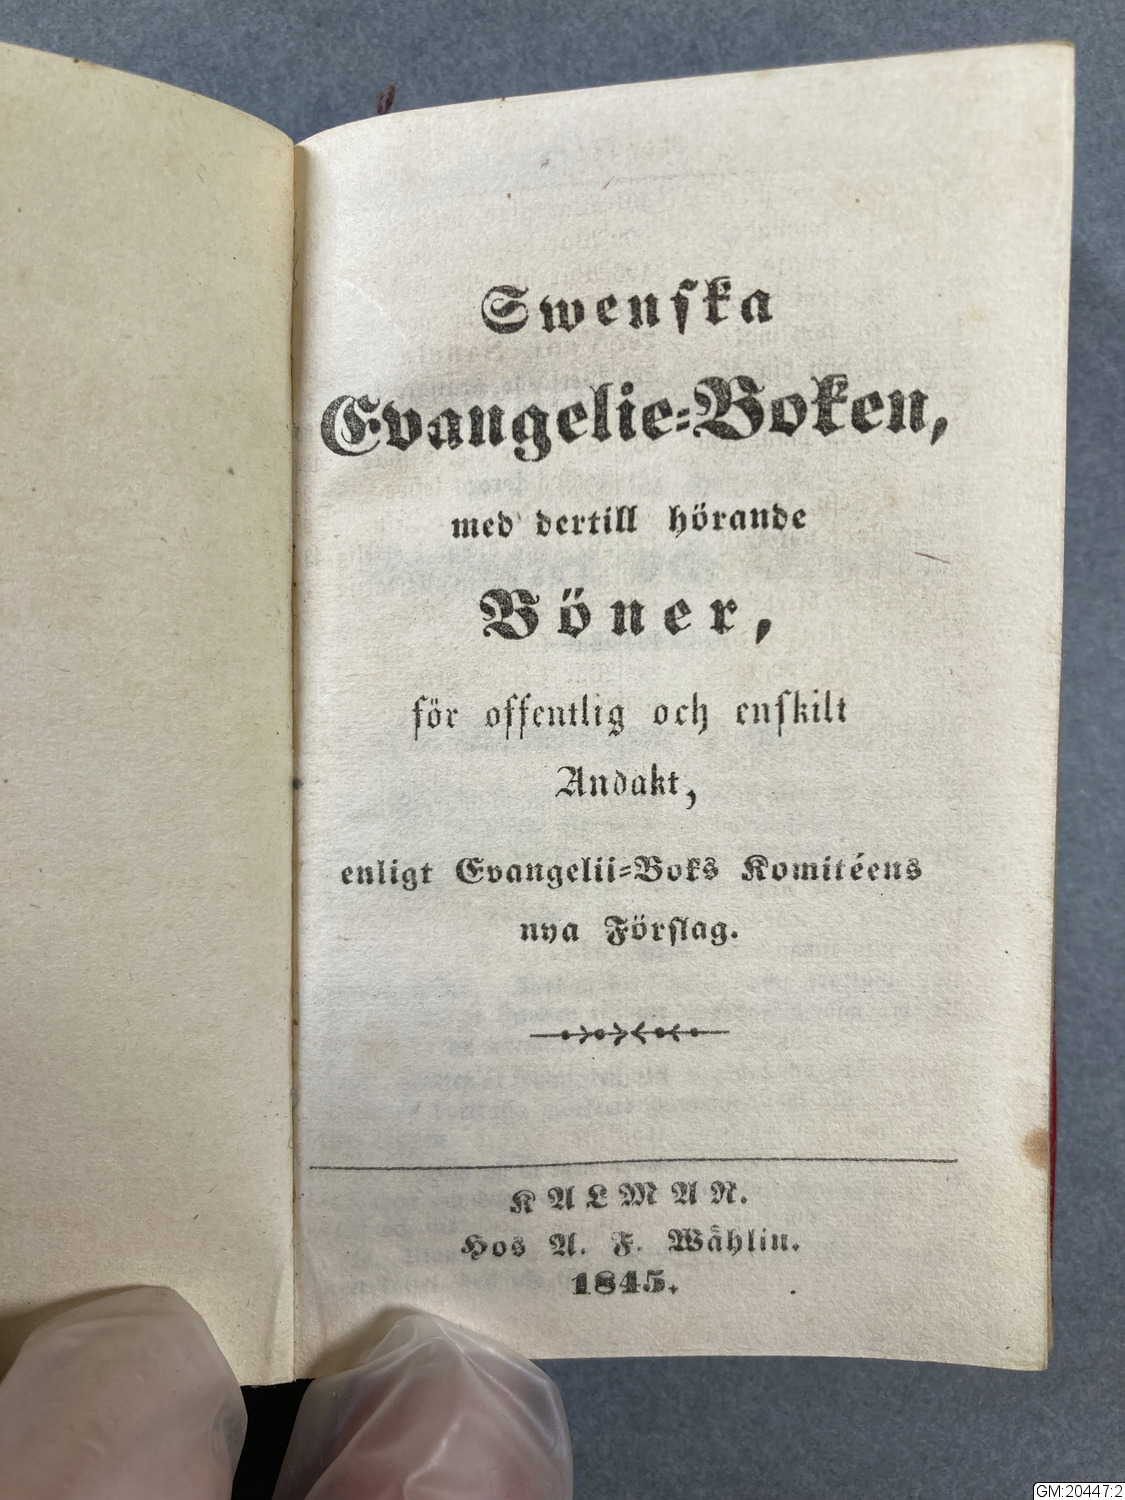 Swenska
Evangelie-Boken,
med dertill hörande
Böner,
för offentlig och enskilt
Andakt,
enligt Evangelii-Boks Komitéens
nya Förslag.
KALMAR.
Hos A. F. Wåhlin.
1845.
GM:20447:2